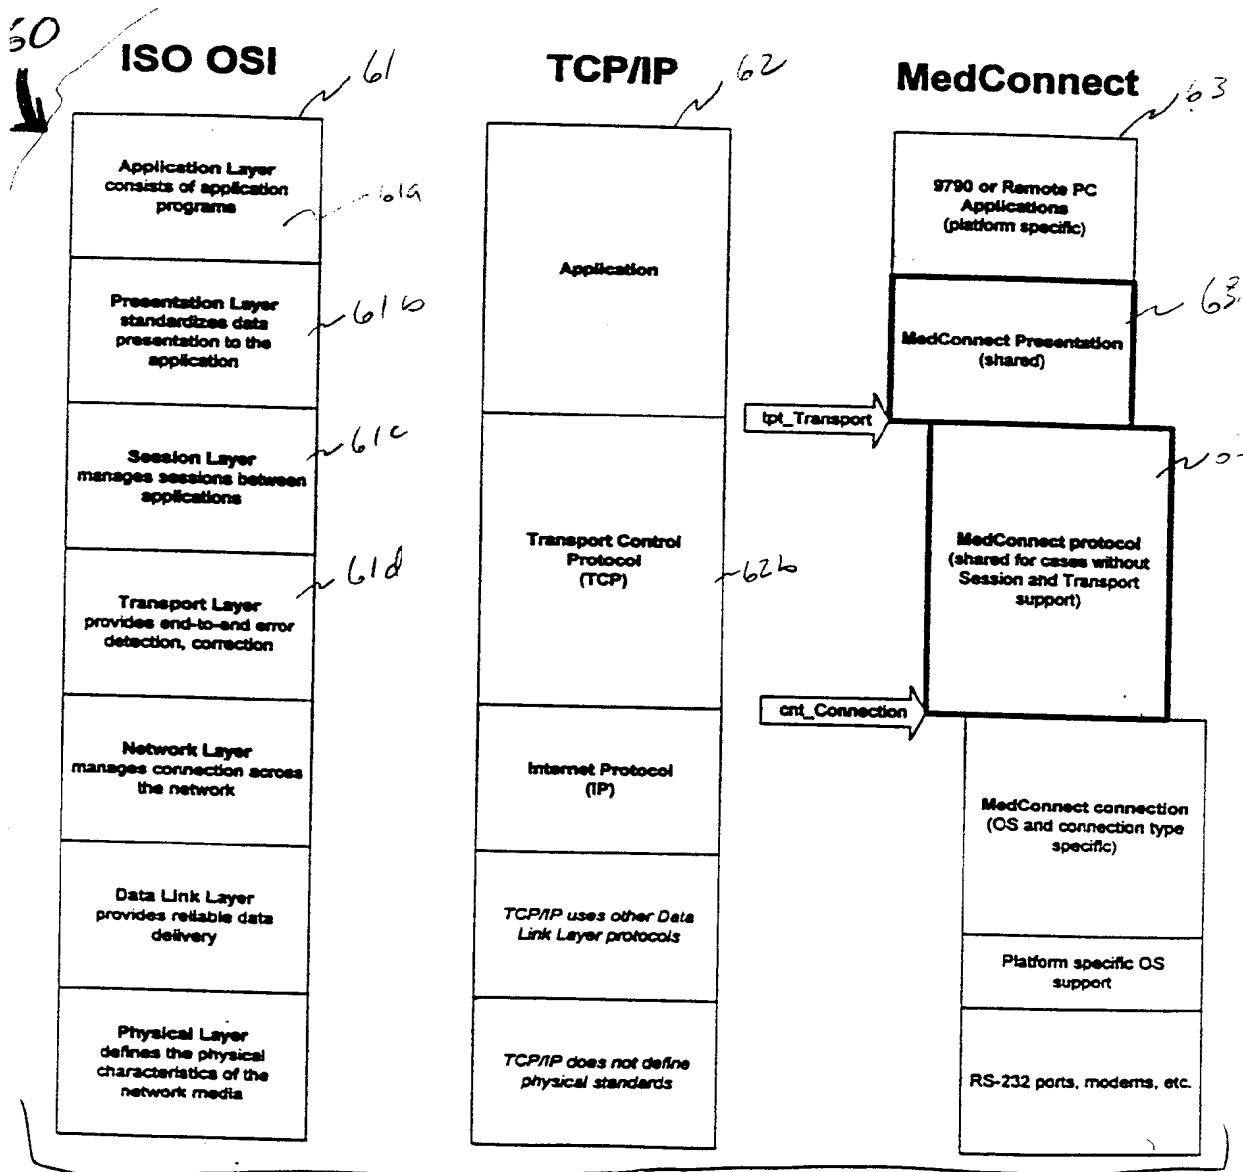 ISO OSI
61
Application Layer
consists of application
programs
61a
Presentation Layer
standardizes data
presentation to the
application
61b
Session Layer
manages sessions between
applications
61c
Transport Layer
provides end-to-end error
detection, correction
61d
Network Layer
manages connection across
the network
Data Link Layer
provides reliable data
delivery
Physical Layer
defines the physical
characteristics of the
network media
TCP/IP
62
Application
Transport Control
Protocol
(TCP)
62b
Internet Protocol
(IP)
TCP/IP uses other Data
Link Layer protocols
TCP/IP does not define
physical standards
MedConnect
63
9790 or Remote PC
Applications
(platform specific)
63
MedConnect Presentation
(shared)
tpt_Transport
MedConnect protocol
(shared for cases without
Session and Transport
support)
cnt_Connection
MedConnect connection
(OS and connection type
specific)
Platform specific OS
support
RS-232 ports, modems, etc.